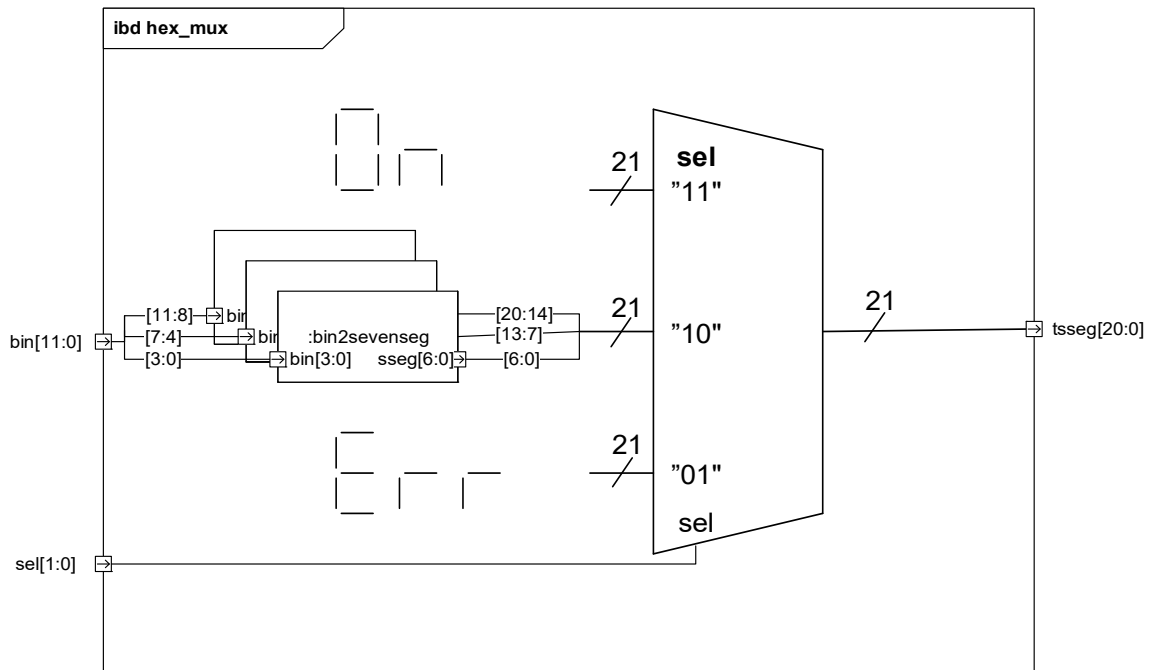 ibd hex_mux
21
sel
"11"
[11:8]
bin
[20:14]
21
21
bin[11:0]
[7:4]
bin
:bin2sevenseg
[13:7]
"10"
tsseg[20:0]
[3:0]
bin[3:0]
sseg[6:0]
[6:0]
On
Err
21
"01"
sel
sel[1:0]